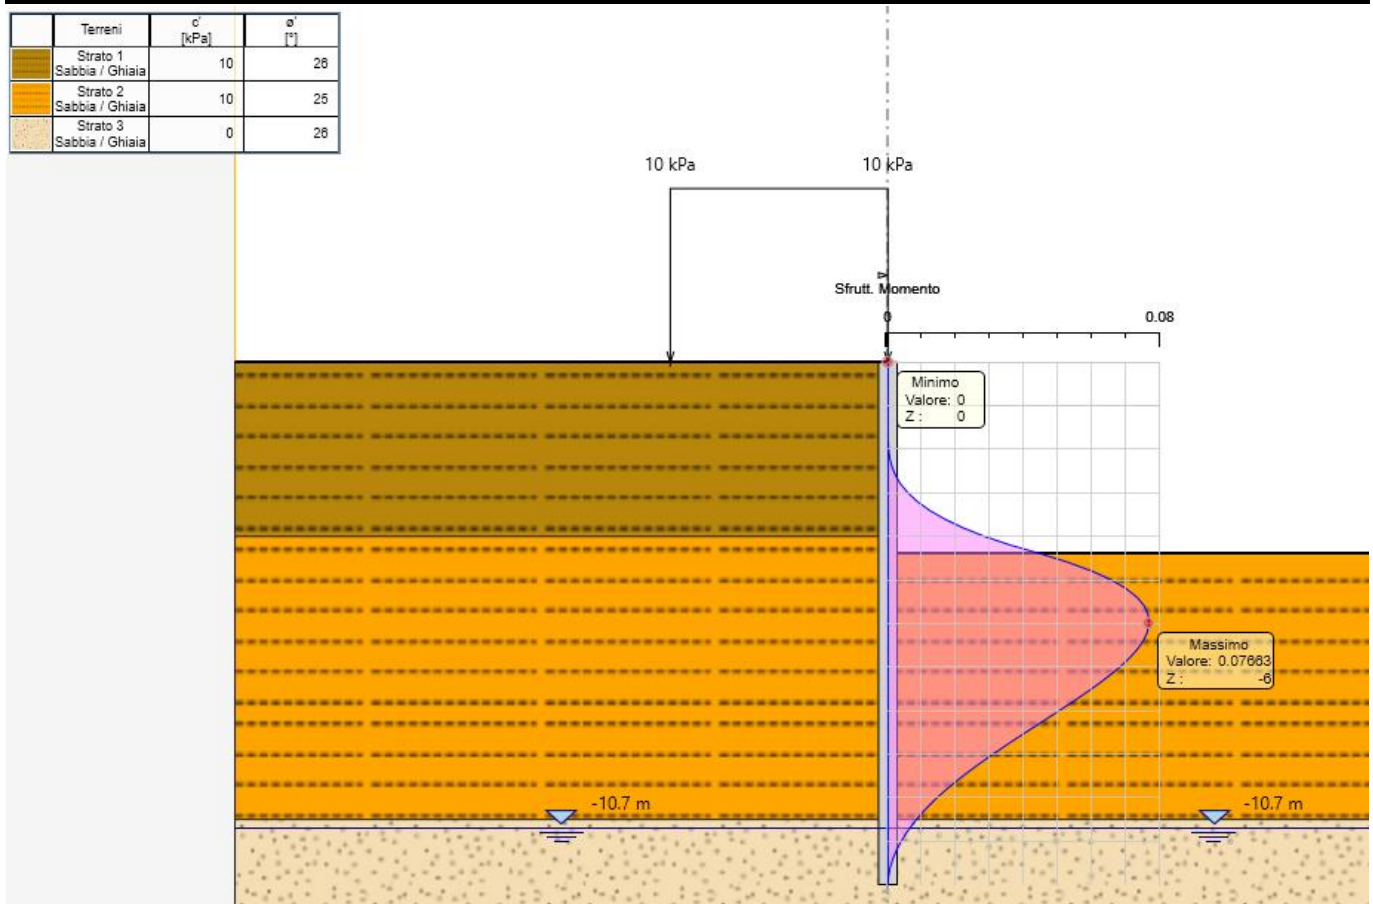 Terreni c' ø'
[kPa] [°]
Strato 1
Sabbia / Ghiaia 10 26
Strato 2
Sabbia / Ghiaia 10 25
Strato 3
Sabbia / Ghiaia 0 26
10 kPa 10 kPa
Sfrutt. Momento
0 0.08
Minimo
Valore: 0
Z : 0
Massimo
Valore: 0.07663
Z : -6
-10.7 m -10.7 m